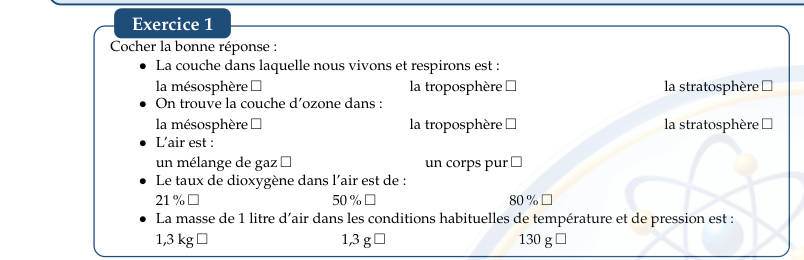 Exercice 1
Cocher la bonne réponse :
• La couche dans laquelle nous vivons et respirons est :
la mésosphère □ la troposphère □ la stratosphère □
• On trouve la couche d'ozone dans :
la mésosphère □ la troposphère □ la stratosphère □
• L'air est :
un mélange de gaz □ un corps pur □
• Le taux de dioxygène dans l'air est de :
21 % □ 50 % □ 80 % □
• La masse de 1 litre d'air dans les conditions habituelles de température et de pression est :
1,3 kg □ 1,3 g □ 130 g □